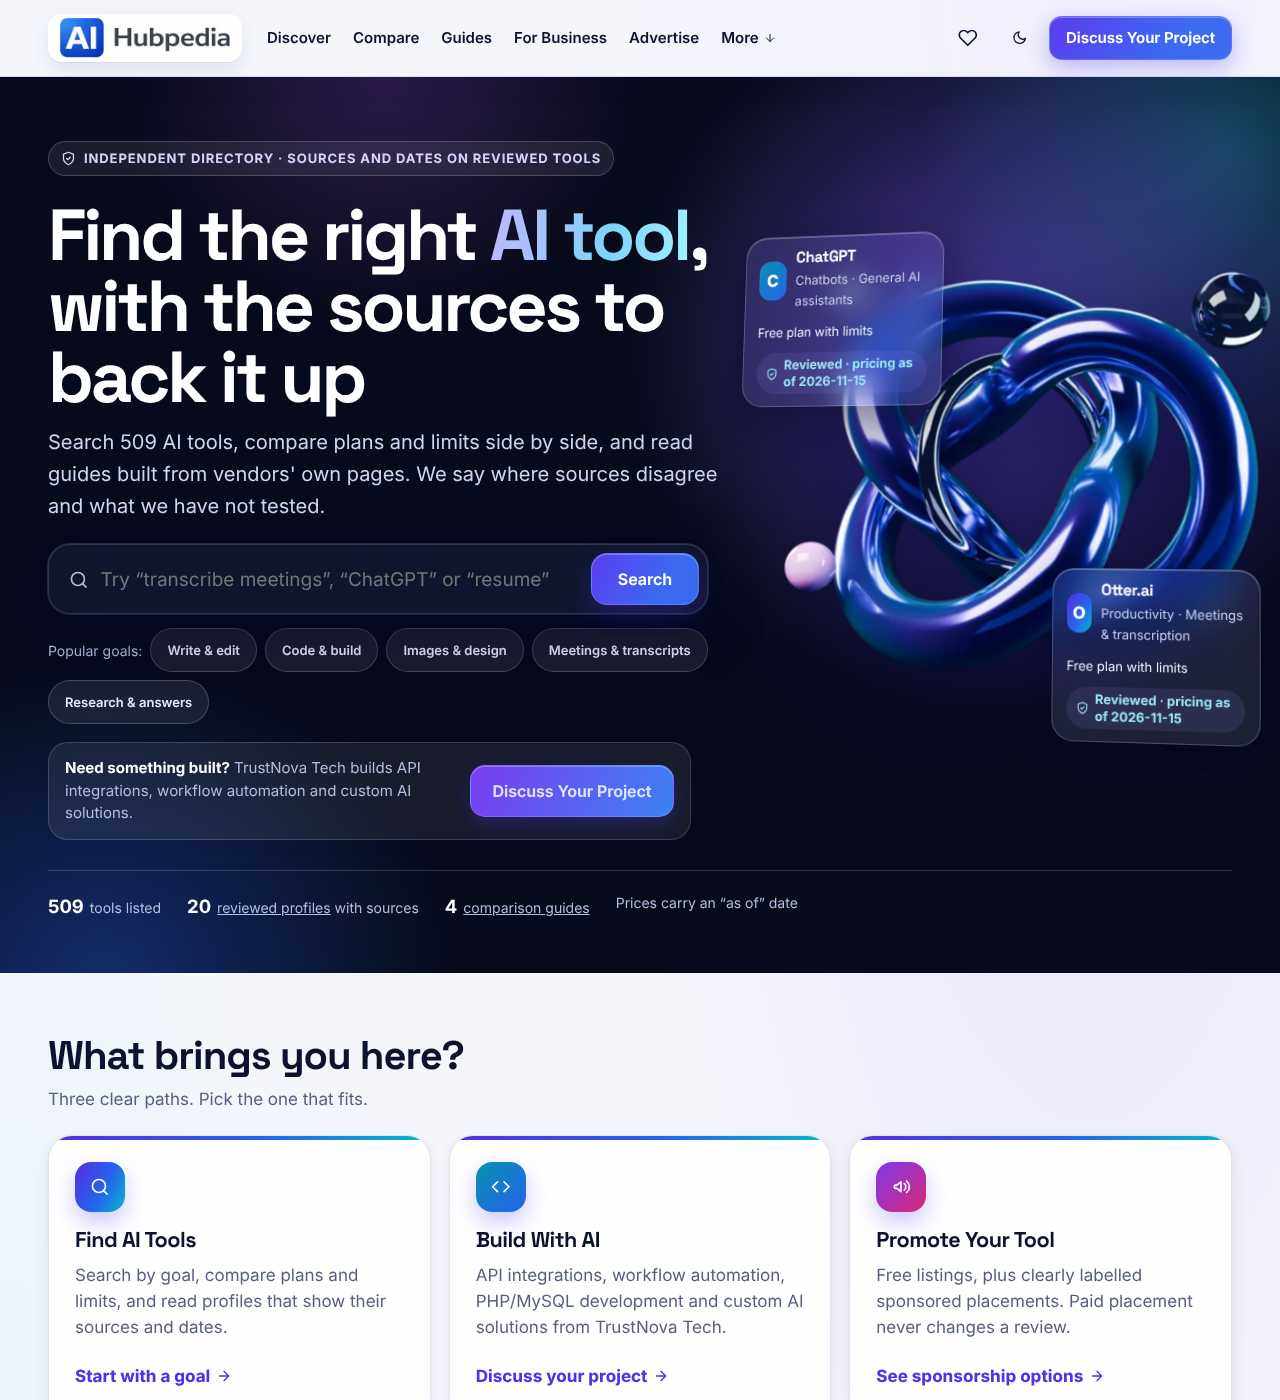 AI Hubpedia
Discover
Compare
Guides
For Business
Advertise
More ↓
Discuss Your Project
INDEPENDENT DIRECTORY · SOURCES AND DATES ON REVIEWED TOOLS
Find the right AI tool,
with the sources to
back it up
Search 509 AI tools, compare plans and limits side by side, and read
guides built from vendors' own pages. We say where sources disagree
and what we have not tested.
Try “transcribe meetings”, “ChatGPT” or “resume”
Search
Popular goals:
Write & edit
Code & build
Images & design
Meetings & transcripts
Research & answers
Need something built? TrustNova Tech builds API
integrations, workflow automation and custom AI
solutions.
Discuss Your Project
C
ChatGPT
Chatbots · General AI
assistants
Free plan with limits
Reviewed · pricing as
of 2026-11-15
O
Otter.ai
Productivity · Meetings
& transcription
Free plan with limits
Reviewed · pricing as
of 2026-11-15
509 tools listed
20 reviewed profiles with sources
4 comparison guides
Prices carry an “as of” date
What brings you here?
Three clear paths. Pick the one that fits.
Find AI Tools
Search by goal, compare plans and
limits, and read profiles that show their
sources and dates.
Start with a goal →
Build With AI
API integrations, workflow automation,
PHP/MySQL development and custom AI
solutions from TrustNova Tech.
Discuss your project →
Promote Your Tool
Free listings, plus clearly labelled
sponsored placements. Paid placement
never changes a review.
See sponsorship options →